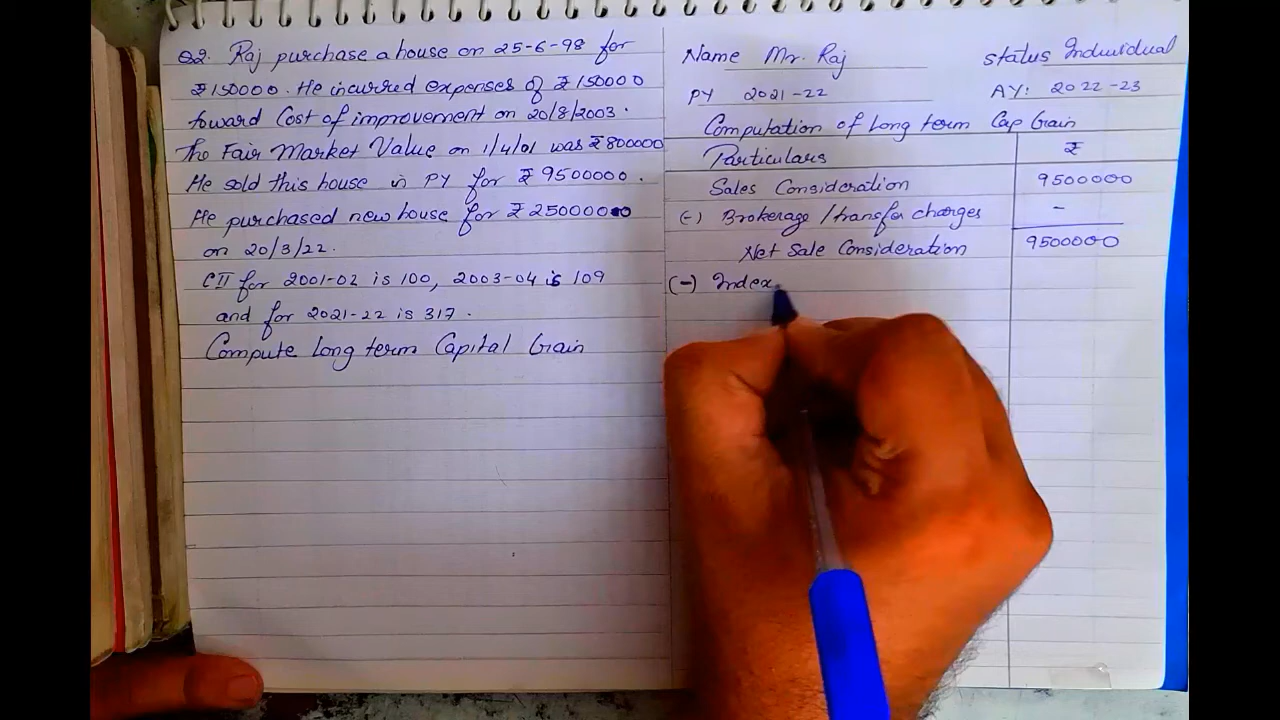 Q2. Raj purchase a house on 25-6-98 for
₹150000. He incurred expenses of ₹150000
toward Cost of improvement on 20/8/2003.
The Fair Market Value on 1/4/01 was ₹800000
He sold this house in PY for ₹ 9500000.
He purchased new house for ₹ 2500000
on 20/3/22.
CII for 2001-02 is 100, 2003-04 is 109
and for 2021-22 is 317.
Compute Long term Capital Gain
Name Mr. Raj status Individual
PY 2021-22 AY: 2022-23
Computation of Long term Cap Gain
Particulars ₹
Sales Consideration 9500000
(-) Brokerage/transfer charges -
Net Sale Consideration 9500000
(-) Index